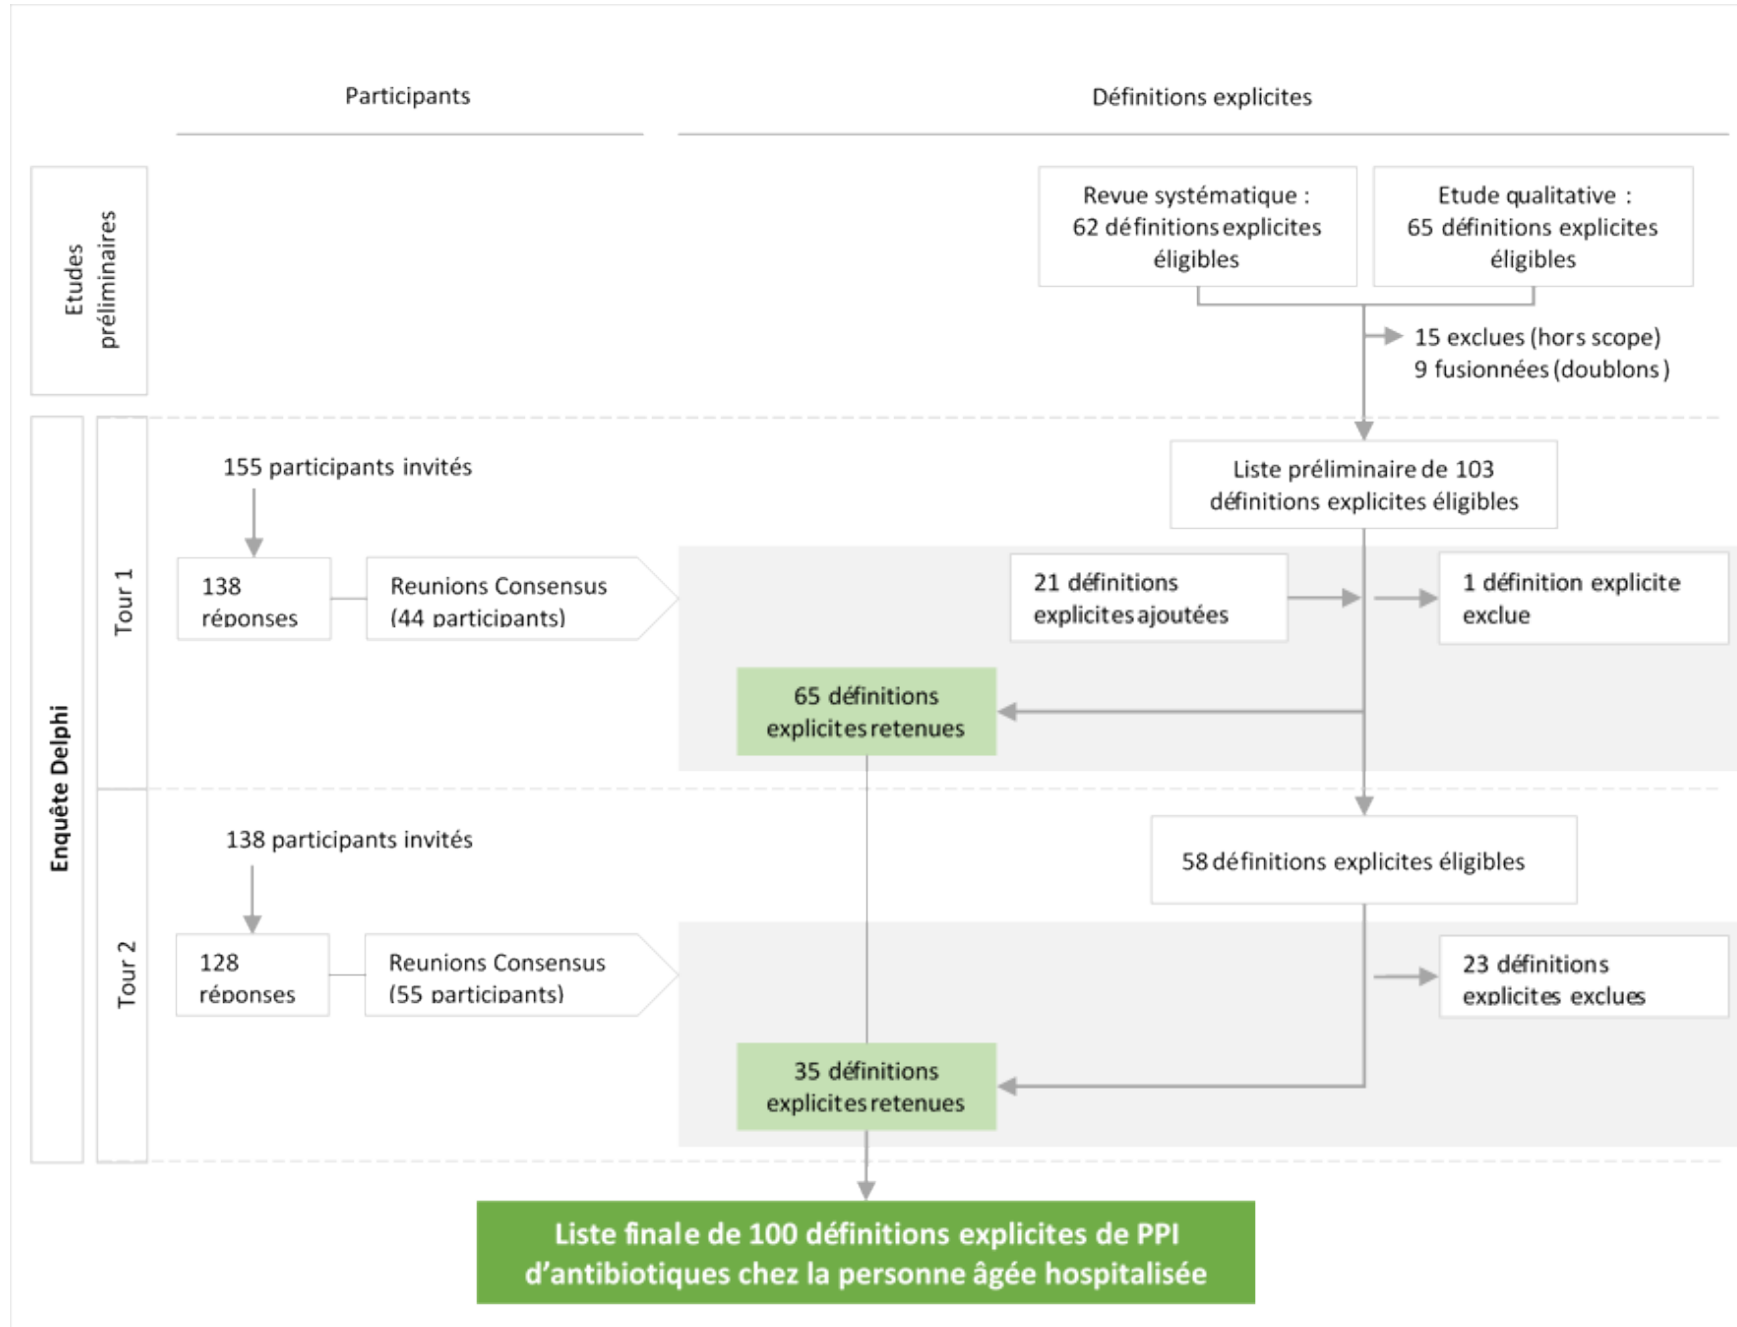 Participants
Définitions explicites
Etudes
préliminaires
Revue systématique :
62 définitions explicites
éligibles
Etude qualitative :
65 définitions explicites
éligibles
15 exclues (hors scope)
9 fusionnées (doublons)
Enquête Delphi
Tour 1
155 participants invités
Liste préliminaire de 103
définitions explicites éligibles
138
réponses
Reunions Consensus
(44 participants)
21 définitions
explicites ajoutées
1 définition explicite
exclue
65 définitions
explicites retenues
Tour 2
138 participants invités
58 définitions explicites éligibles
128
réponses
Reunions Consensus
(55 participants)
23 définitions
explicites exclues
35 définitions
explicites retenues
Liste finale de 100 définitions explicites de PPI
d’antibiotiques chez la personne âgée hospitalisée